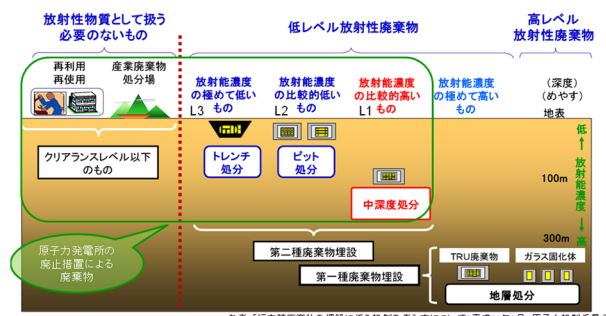 放射性物質として扱う
必要のないもの
低レベル放射性廃棄物
高レベル
放射性廃棄物
再利用
再使用
産業廃棄物
処分場
放射能濃度
の極めて低い
もの
L3
放射能濃度
の比較的低い
もの
L2
放射能濃度
の比較的高い
もの
L1
放射能濃度
の極めて高い
もの
(深度)
(めやす)
地表
クリアランスレベル以下
のもの
トレンチ
処分
ピット
処分
中深度処分
低
放射能濃度
高
100m
300m
原子力発電所の
廃止措置による
廃棄物
第二種廃棄物埋設
第一種廃棄物埋設
TRU廃棄物
ガラス固化体
地層処分